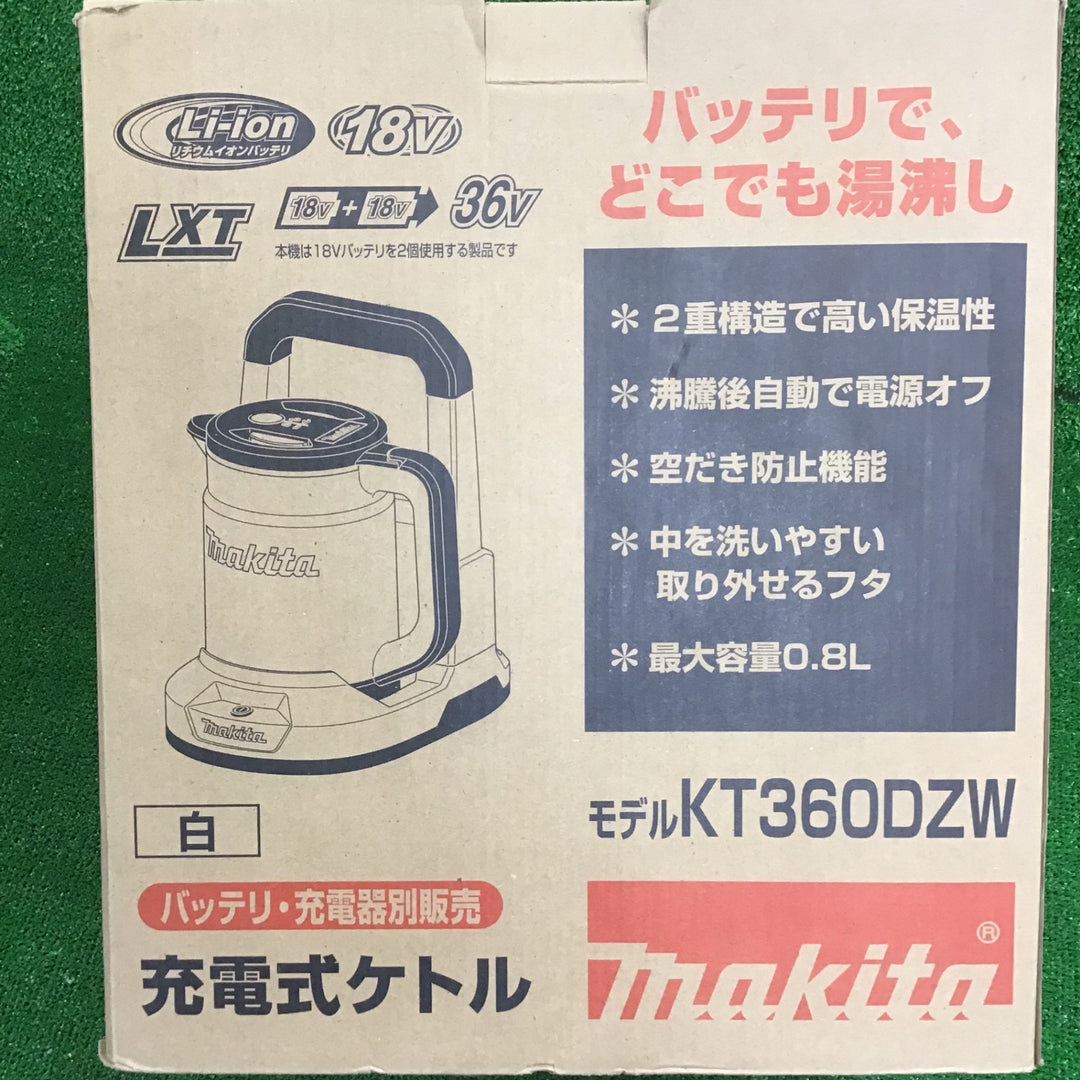 Li-ion
リチウムイオンバッテリ
18V
LXT
18V + 18V 36V
本機は18Vバッテリを2個使用する製品です
バッテリで、
どこでも湯沸し
＊ 2重構造で高い保温性
＊ 沸騰後自動で電源オフ
＊ 空だき防止機能
＊ 中を洗いやすい
取り外せるフタ
＊ 最大容量0.8L
makita
makita
白
モデルKT360DZW
バッテリ・充電器別販売
充電式ケトル
makita®